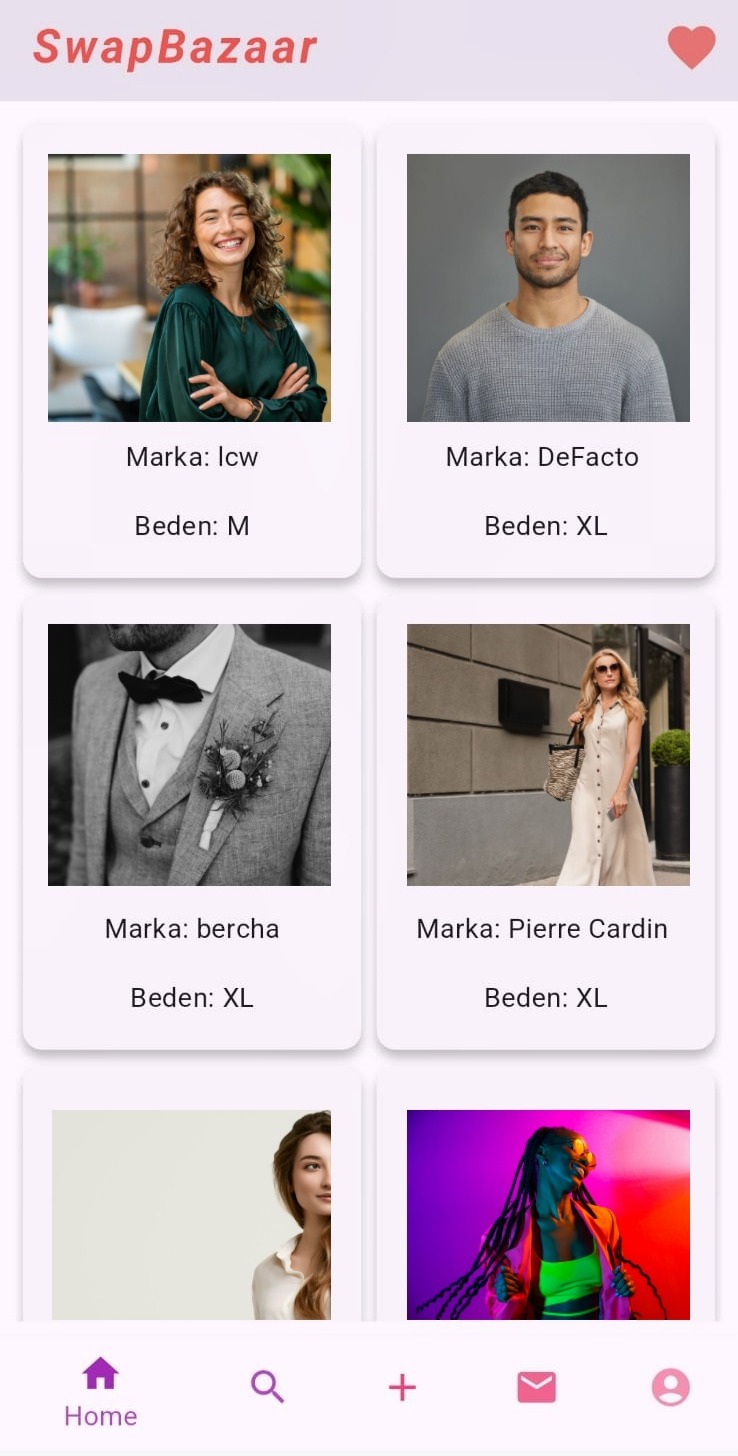 SwapBazaar
Marka: lcw
Beden: M
Marka: DeFacto
Beden: XL
Marka: bercha
Beden: XL
Marka: Pierre Cardin
Beden: XL
Home